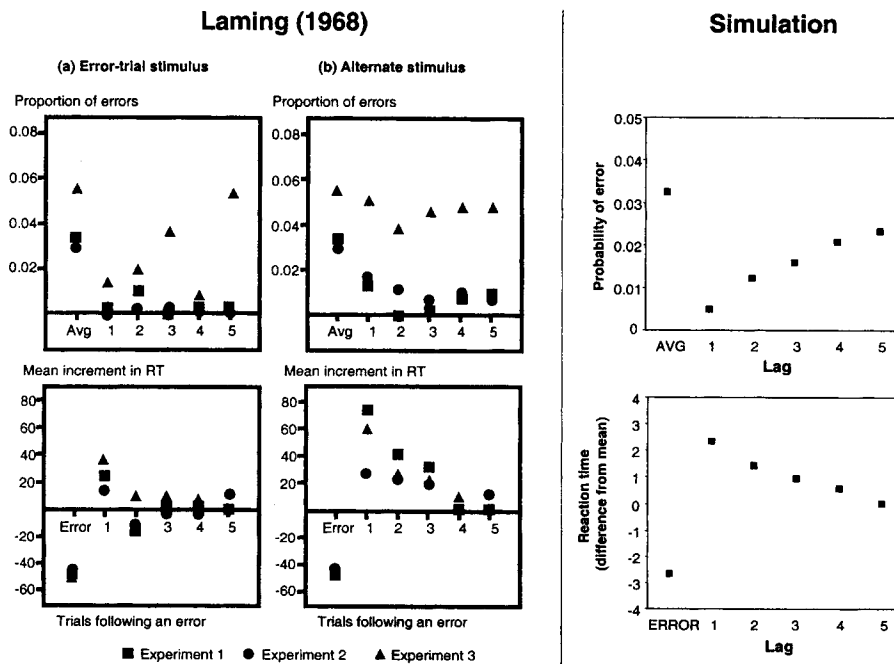 Laming (1968)
Simulation
(a) Error-trial stimulus
(b) Alternate stimulus
Proportion of errors
Proportion of errors
0.08
0.06
0.04
0.02
Avg 1 2 3 4 5
0.08
0.06
0.04
0.02
Avg 1 2 3 4 5
Mean increment in RT
Mean increment in RT
80
60
40
20
-20
-40
-60
Error 1 3 4 5
80
60
40
20
-20
-40
-60
Error 1 2 3 4 5
Trials following an error
Trials following an error
Experiment 1 Experiment 2 Experiment 3
Probability of error
0.05
0.04
0.03
0.02
0.01
0
AVG 1 2 3 4 5
Lag
Reaction time
(difference from mean)
4
3
2
1
0
-1
-2
-3
-4
ERROR 1 2 3 4 5
Lag